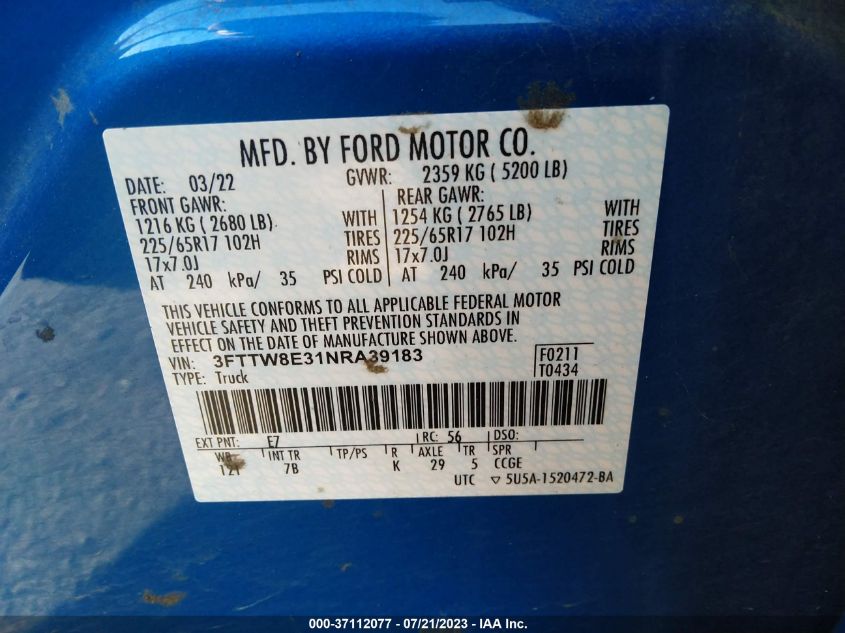 MFD. BY FORD MOTOR CO.
DATE: 03/22 GVWR: 2359 KG ( 5200 LB)
FRONT GAWR: REAR GAWR:
1216 KG ( 2680 LB) WITH 1254 KG ( 2765 LB) WITH
225/65R17 102H TIRES 225/65R17 102H TIRES
17x7.0J RIMS 17x7.0J RIMS
AT 240 kPa/ 35 PSI COLD AT 240 kPa/ 35 PSI COLD
THIS VEHICLE CONFORMS TO ALL APPLICABLE FEDERAL MOTOR
VEHICLE SAFETY AND THEFT PREVENTION STANDARDS IN
EFFECT ON THE DATE OF MANUFACTURE SHOWN ABOVE.
VIN: 3FTTW8E31NRA39183 F0211
TYPE: Truck T0434
EXT PNT: E7 RC: 56 DSO:
WB INT TR TP/PS R AXLE TR SPR
121 7B K 29 5 CCGE
UTC ▽ 5U5A-1520472-BA
000-37112077 - 07/21/2023 - IAA Inc.